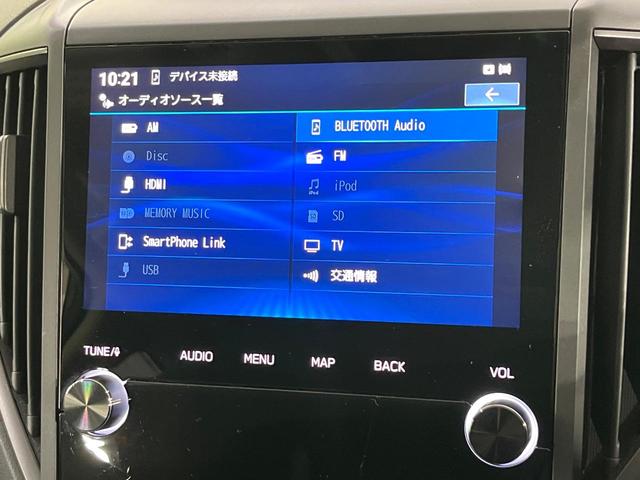 10:21 デバイス未接続
オーディオソース一覧
AM
BLUETOOTH Audio
Disc
FM
HDMI
iPod
MEMORY MUSIC
SD
SmartPhone Link
TV
USB
交通情報
TUNE/
AUDIO
MENU
MAP
BACK
VOL